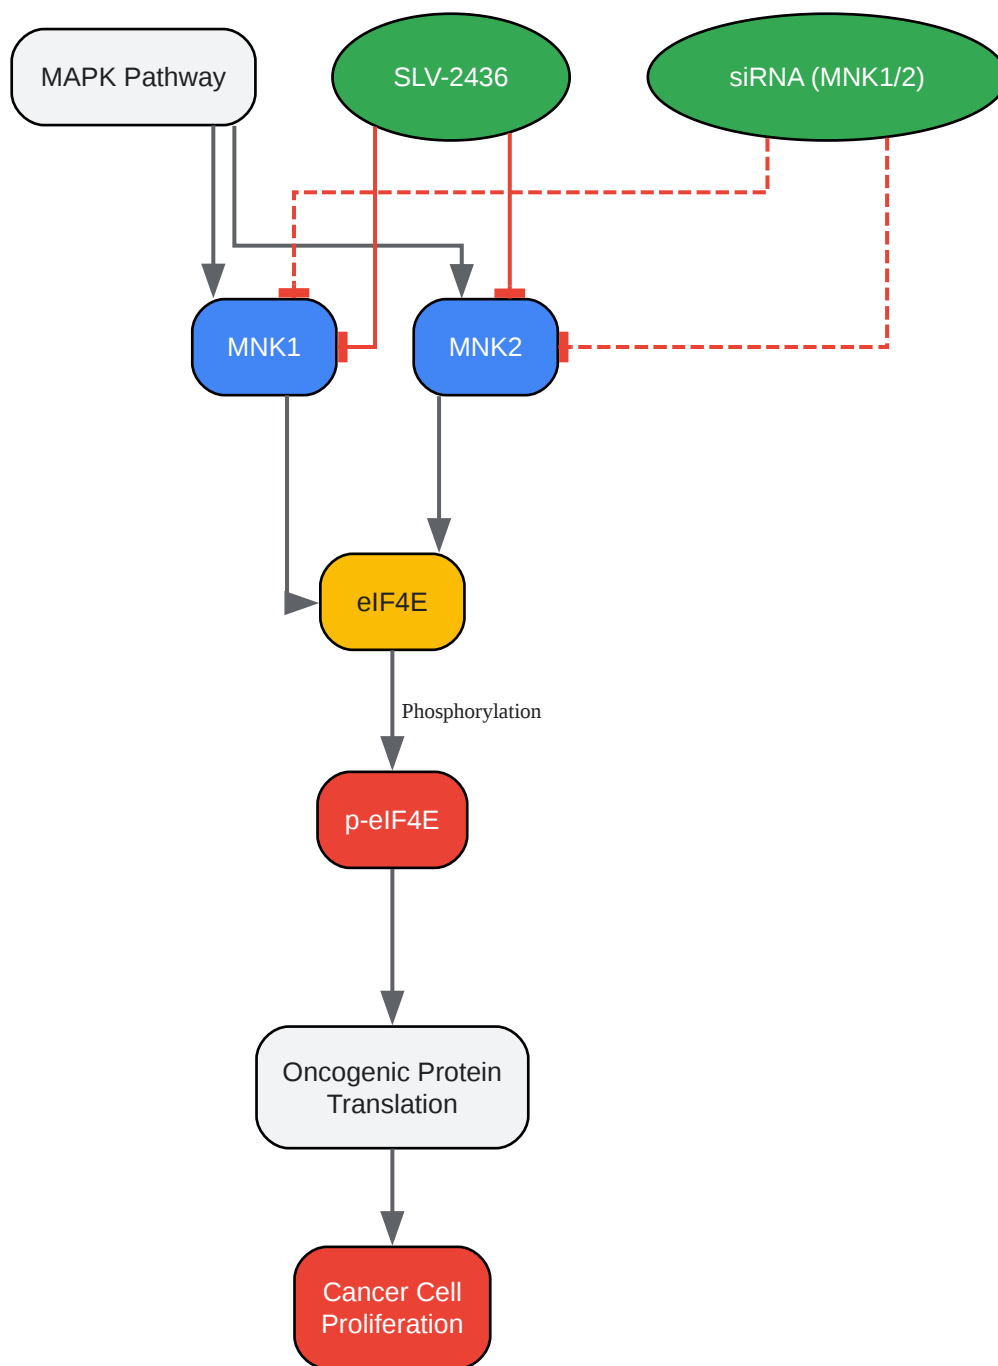 MAPK Pathway
SLV-2436
siRNA (MNK1/2)
MNK1
MNK2
eIF4E
Phosphorylation
p-eIF4E
Oncogenic Protein
Translation
Cancer Cell
Proliferation